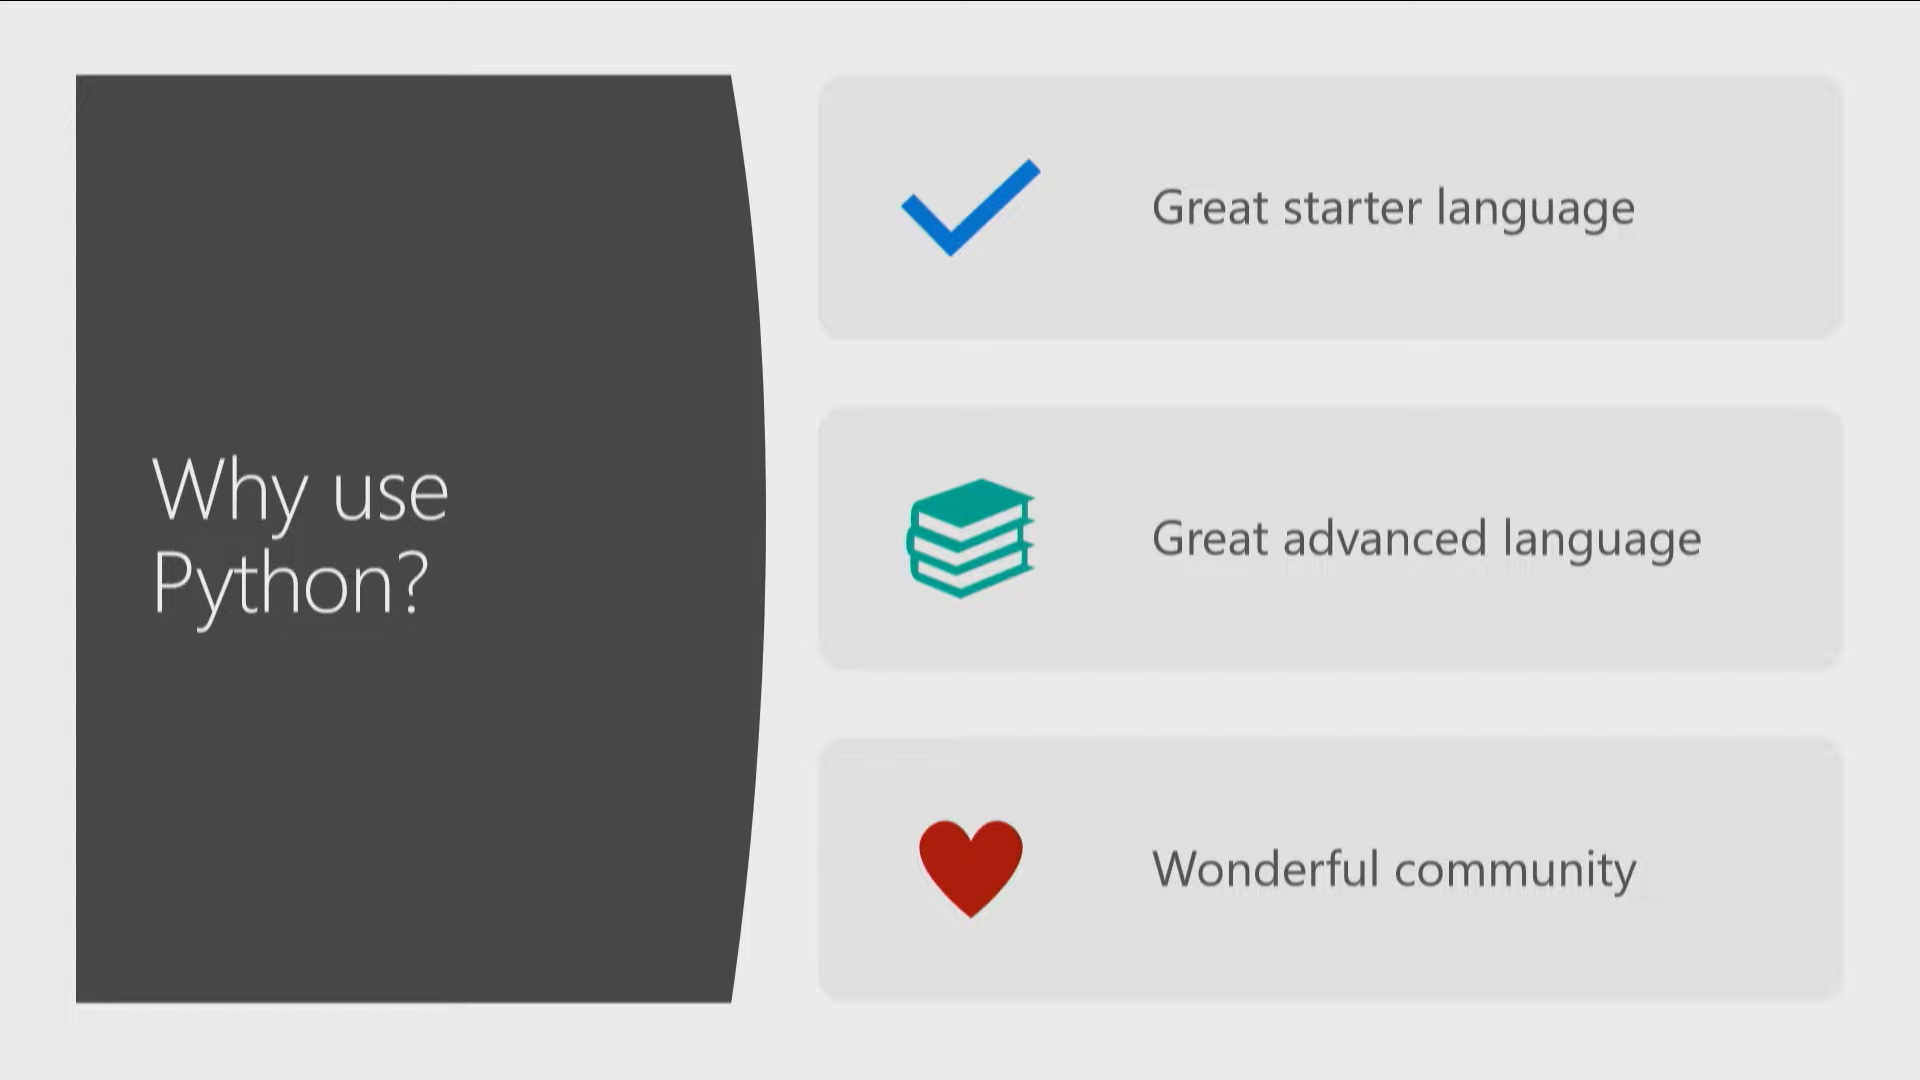 Why use
Python?
Great starter language
Great advanced language
Wonderful community